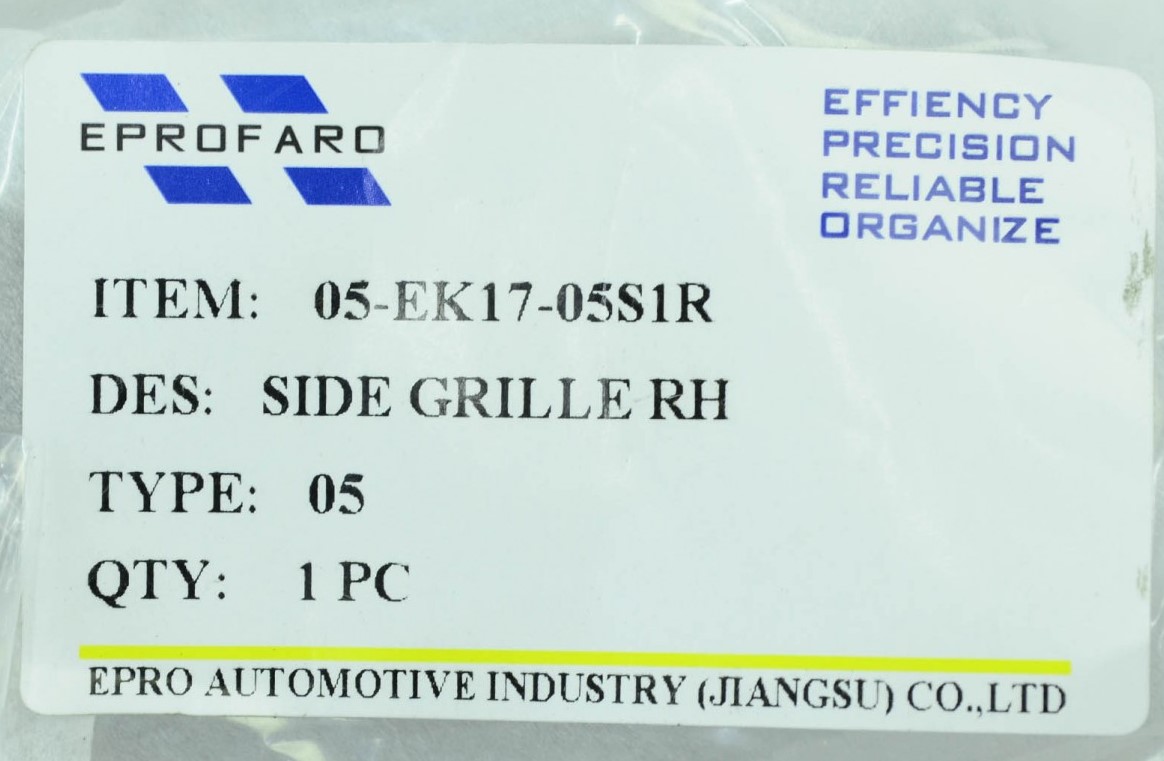 EPROFARO
EFFIENCY
PRECISION
RELIABLE
ORGANIZE
ITEM: 05-EK17-05S1R
DES: SIDE GRILLE RH
TYPE: 05
QTY: 1 PC
EPRO AUTOMOTIVE INDUSTRY (JIANGSU) CO.,LTD